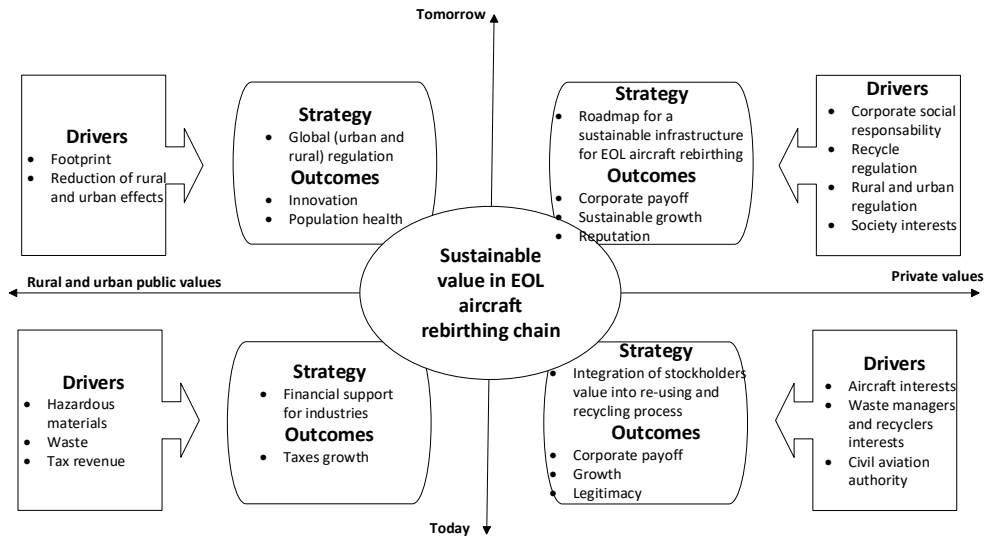 Tomorrow
Drivers
• Footprint
• Reduction of rural
and urban effects
Strategy
• Global (urban and
rural) regulation
Outcomes
• Innovation
• Population health
Strategy
• Roadmap for a
sustainable infrastructure
for EOL aircraft rebirthing
Outcomes
• Corporate payoff
• Sustainable growth
• Reputation
Drivers
• Corporate social
responsability
• Recycle
regulation
• Rural and urban
regulation
• Society interests
Rural and urban public values
Sustainable
value in EOL
aircraft
rebirthing chain
Private values
Drivers
• Hazardous
materials
• Waste
• Tax revenue
Strategy
• Financial support
for industries
Outcomes
• Taxes growth
Strategy
• Integration of stockholders
value into re-using and
recycling process
Outcomes
• Corporate payoff
• Growth
• Legitimacy
Drivers
• Aircraft interests
• Waste managers
and recyclers
interests
• Civil aviation
authority
Today